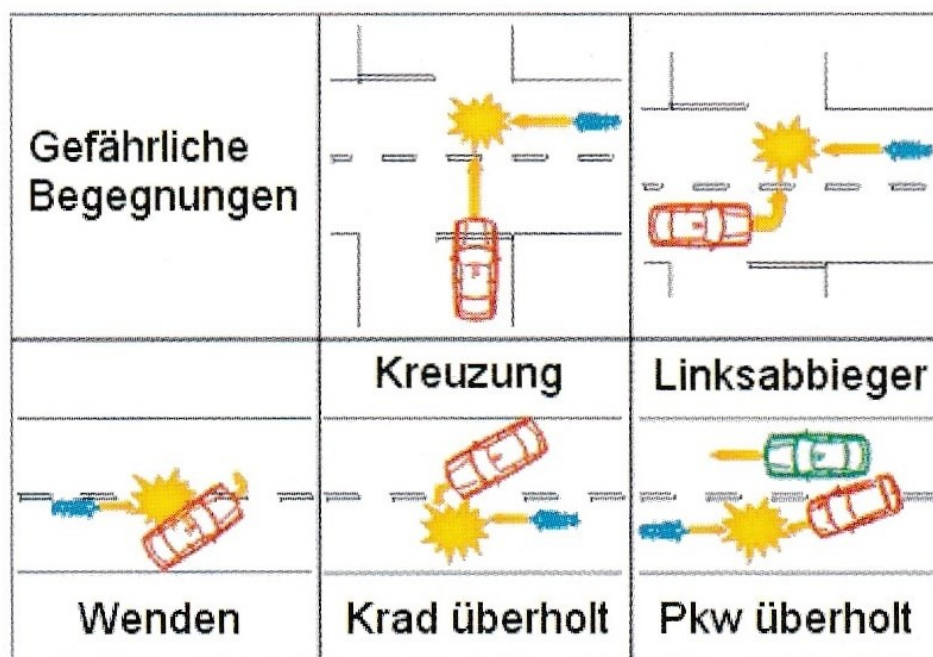 Gefährliche
Begegnungen
Kreuzung
Linksabbieger
Wenden
Krad überholt
Pkw überholt